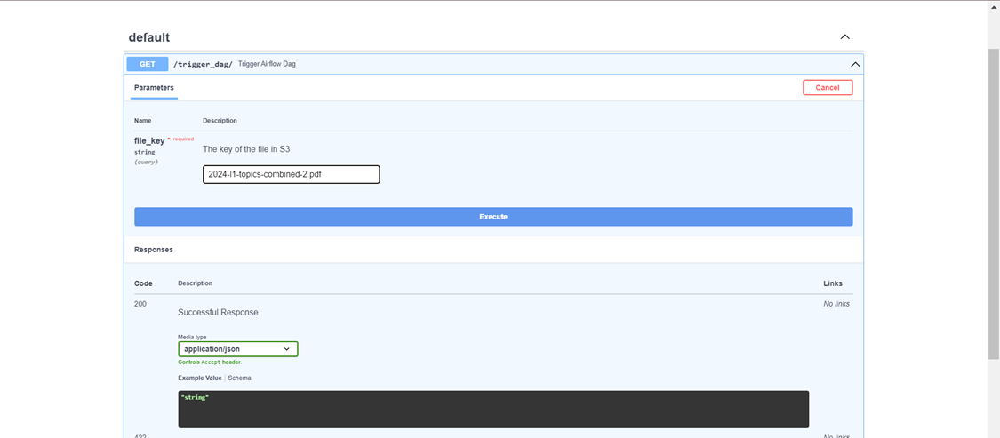 default
GET /trigger_dag/ Trigger Airflow Dag
Parameters
Cancel
Name Description
file_key * required
string
(query)
The key of the file in S3
2024-l1-topics-combined-2.pdf
Execute
Responses
Code Description Links
200
Successful Response
No links
Media type
application/json
Controls Accept header.
Example Value Schema
"string"
422
No links